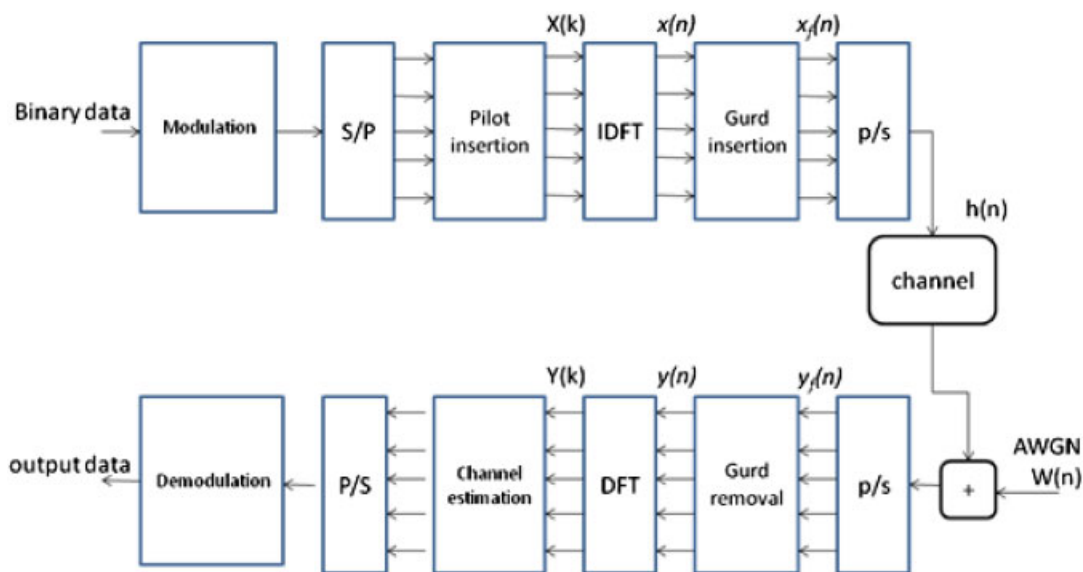 X(k)
x(n)
xf(n)
Binary data
Modulation
S/P
Pilot
insertion
IDFT
Gurd
insertion
p/s
h(n)
channel
Y(k)
y(n)
yf(n)
output data
Demodulation
P/S
Channel
estimation
DFT
Gurd
removal
p/s
+
AWGN
W(n)